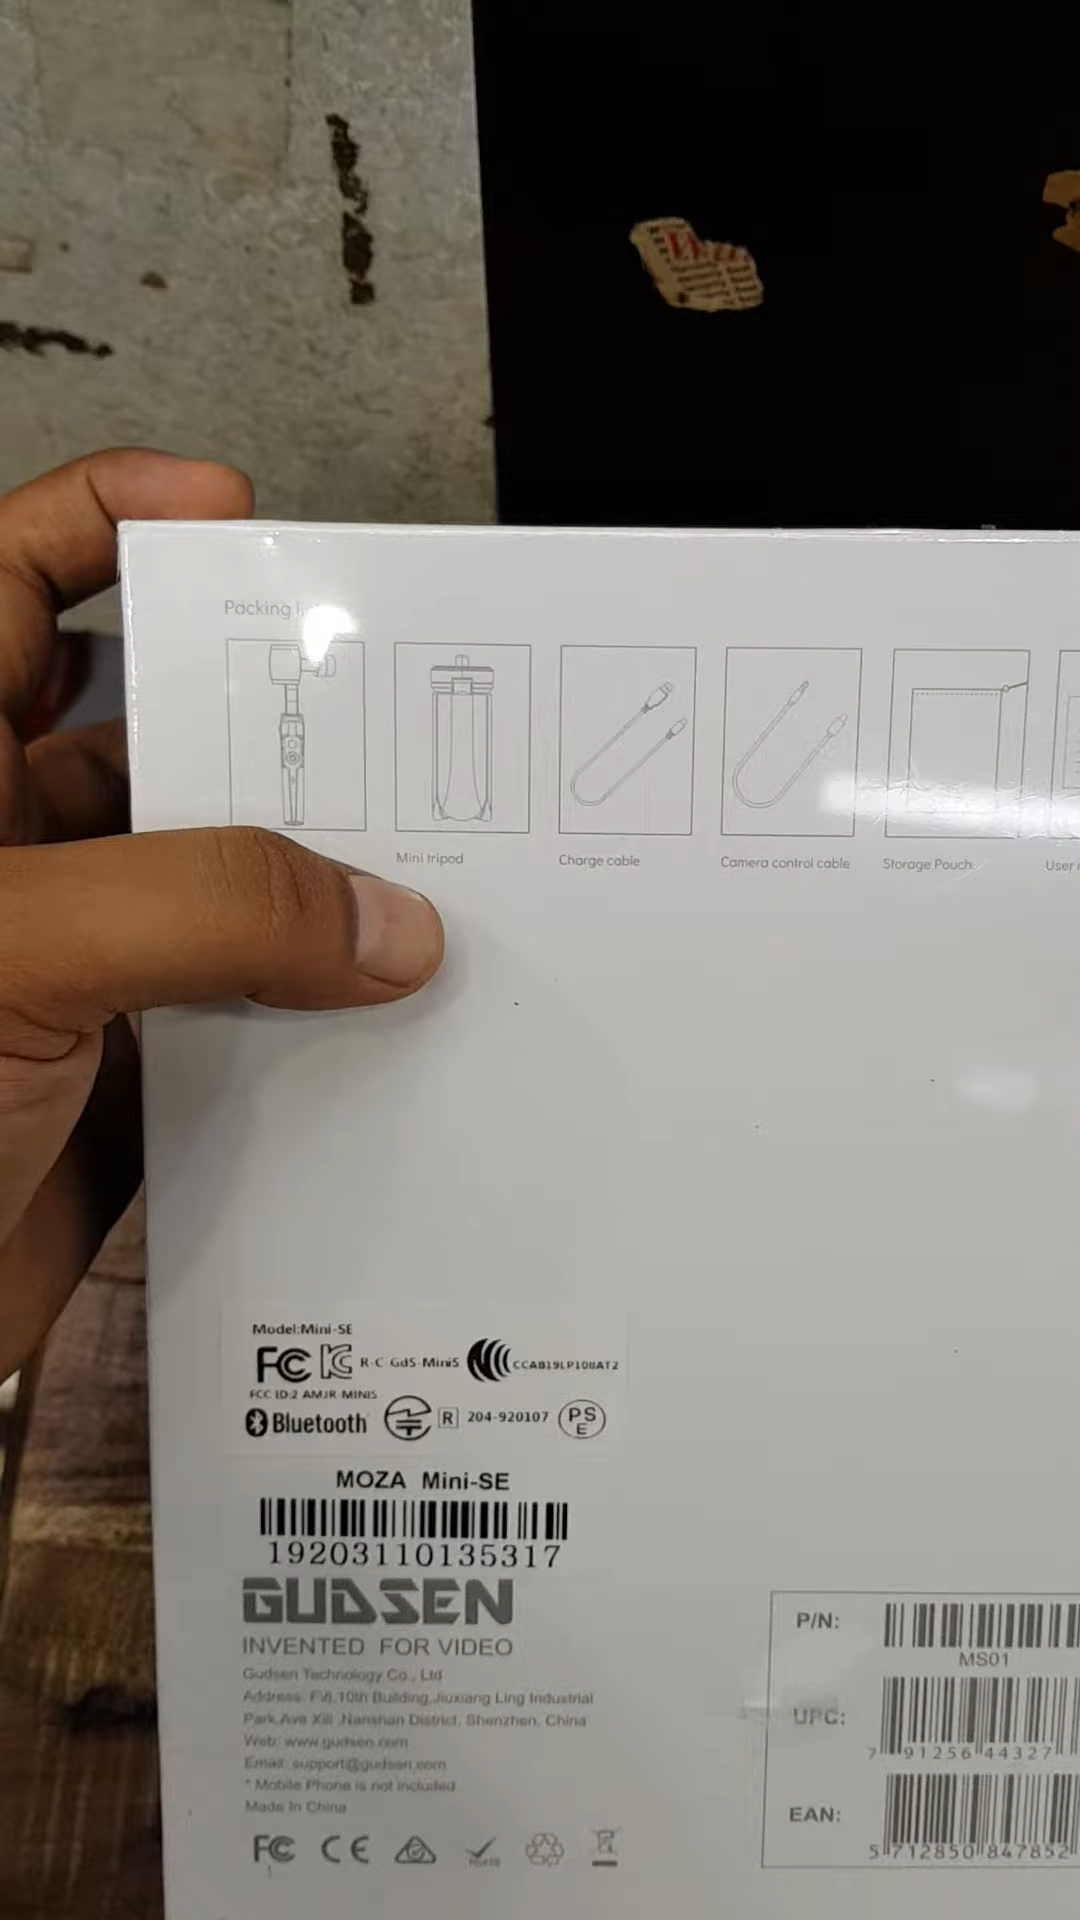 Packing
Mini tripod
Charge cable
Camera control cable
Storage Pouch
User
Model:Mini-SE
FC KC R-C GdS-MiniS CCAB19LP108AT2
FCC ID:2 AMJR MINIS
Bluetooth R 204-920107 PS E
MOZA Mini-SE
19203110135317
GUDSEN
INVENTED FOR VIDEO
Gudsen Technology Co., Ltd
Address: 10th Building,Jiuxiang Ling Industrial
Park,Ave Xili ,Nanshan District, Shenzhen, China
Web: www.gudsen.com
Email: support@gudsen.com
* Mobile Phone is not included
Made In China
FC CE RoHS
P/N:
MS01
UPC:
7 91256 44327
EAN:
5 712850 847852